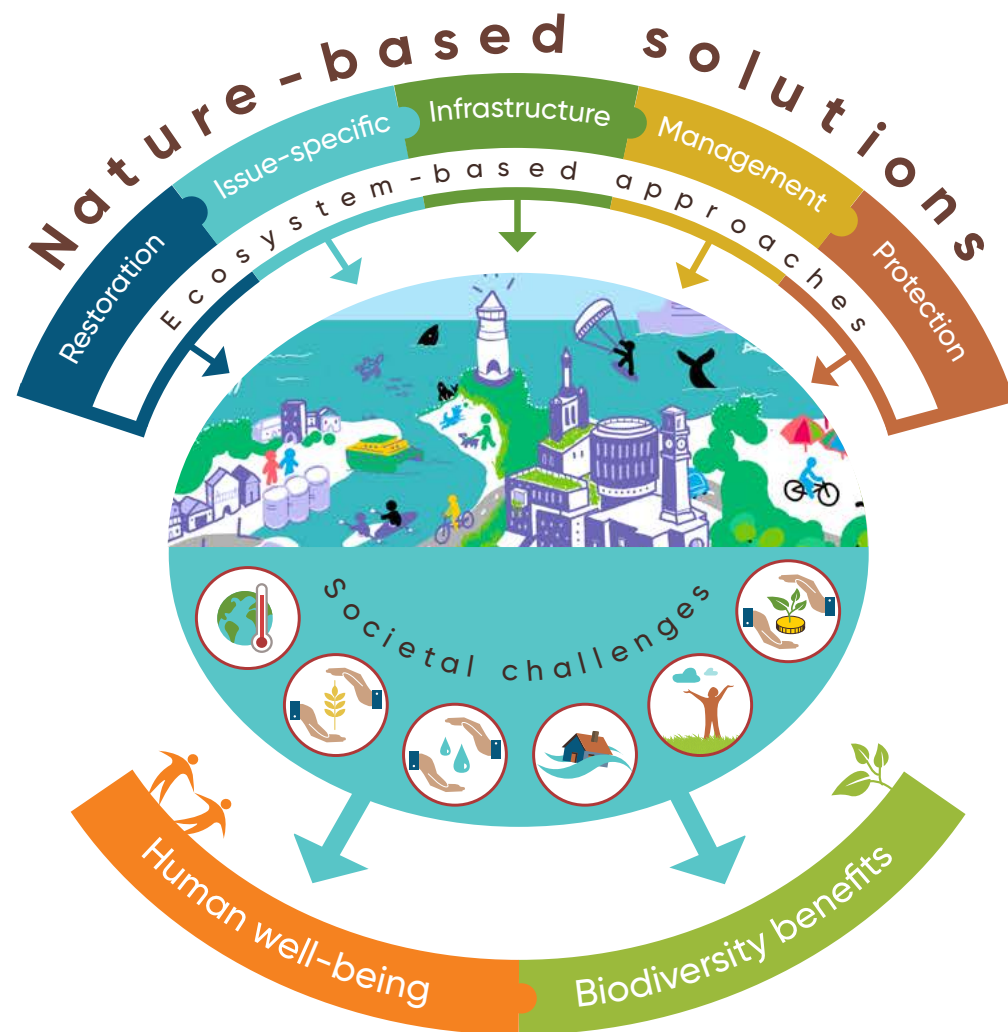 Nature-based solutions
Restoration
Issue-specific
Infrastructure
Management
Protection
Ecosystem-based approaches
Societal challenges
Human well-being
Biodiversity benefits